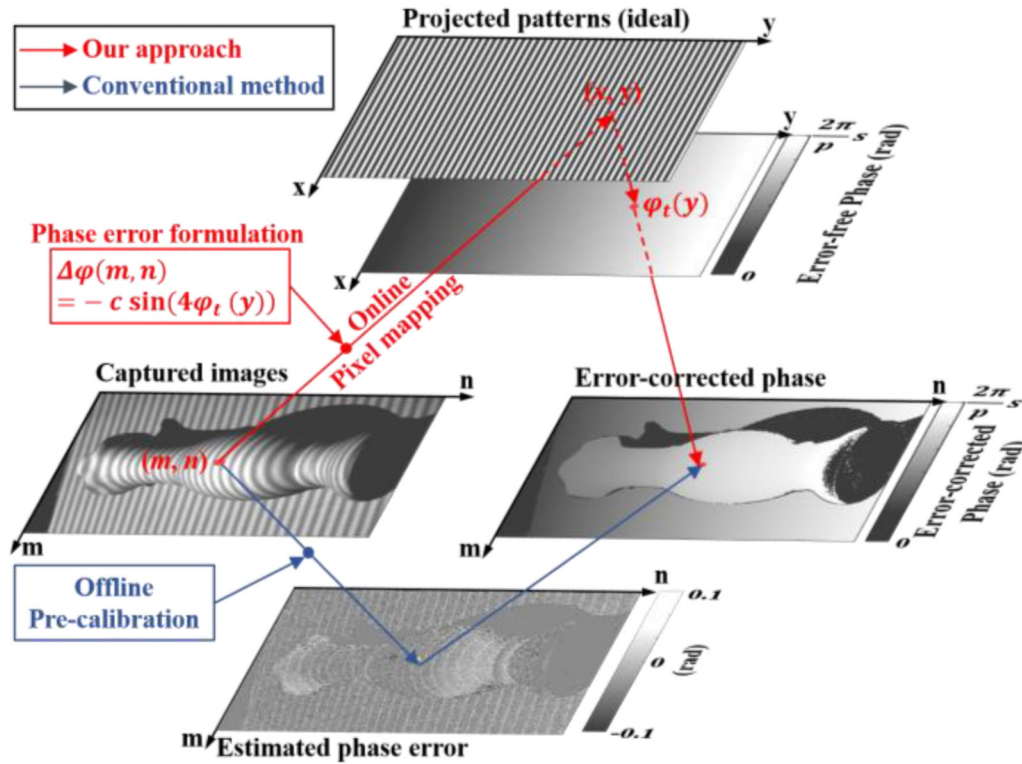 Projected patterns (ideal)
y
Our approach
Conventional method
(x, y)
y
2π
p
s
x
φₜ(y)
Error-free Phase (rad)
0
x
Phase error formulation
Δφ(m, n)
= − c sin(4φₜ (y))
Online
Pixel mapping
Captured images
n
(m, n)
m
Error-corrected phase
n
2π
p
s
Error-corrected
Phase (rad)
0
m
Offline
Pre-calibration
n
0.1
0
(rad)
-0.1
m
Estimated phase error